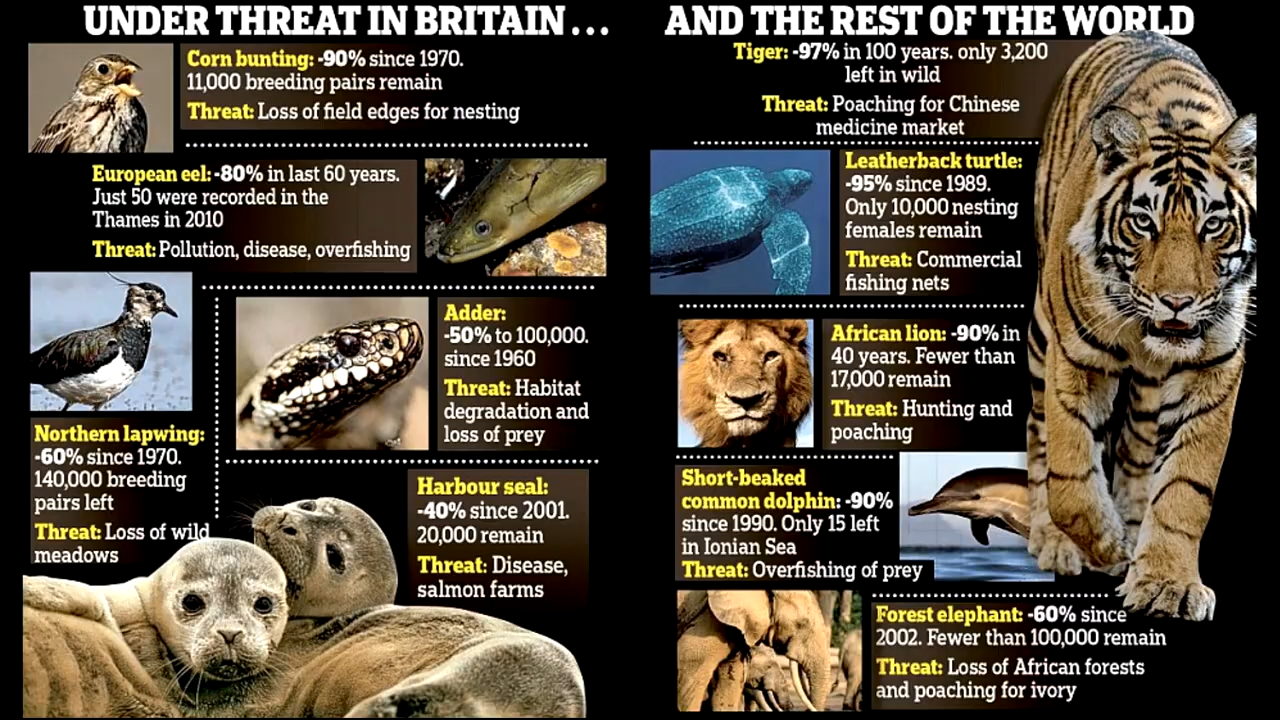 UNDER THREAT IN BRITAIN...
Corn bunting: -90% since 1970.
11,000 breeding pairs remain
Threat: Loss of field edges for nesting
European eel: -80% in last 60 years.
Just 50 were recorded in the
Thames in 2010
Threat: Pollution, disease, overfishing
Northern lapwing:
-60% since 1970.
140,000 breeding
pairs left
Threat: Loss of wild
meadows
Adder:
-50% to 100,000.
since 1960
Threat: Habitat
degradation and
loss of prey
Harbour seal:
-40% since 2001.
20,000 remain
Threat: Disease,
salmon farms
AND THE REST OF THE WORLD
Tiger: -97% in 100 years. only 3,200
left in wild
Threat: Poaching for Chinese
medicine market
Leatherback turtle:
-95% since 1989.
Only 10,000 nesting
females remain
Threat: Commercial
fishing nets
African lion: -90% in
40 years. Fewer than
17,000 remain
Threat: Hunting and
poaching
Short-beaked
common dolphin: -90%
since 1990. Only 15 left
in Ionian Sea
Threat: Overfishing of prey
Forest elephant: -60% since
2002. Fewer than 100,000 remain
Threat: Loss of African forests
and poaching for ivory